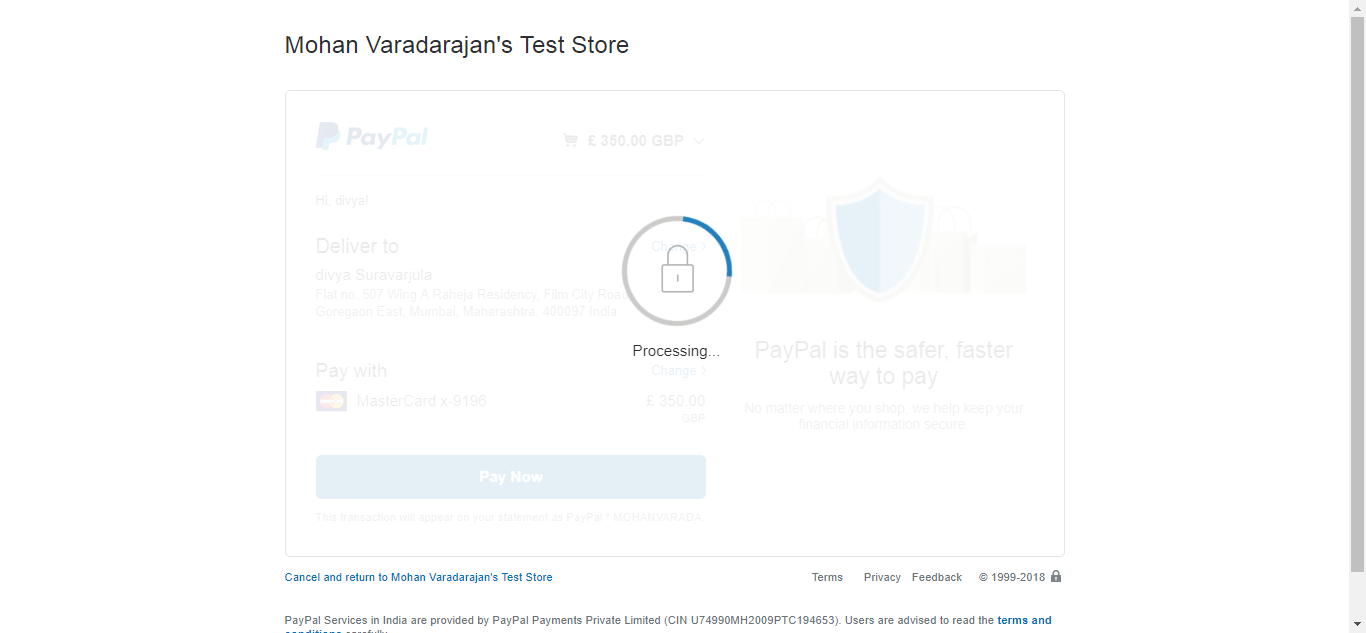 Mohan Varadarajan's Test Store
PayPal
£ 350.00 GBP
Hi, divya!
Deliver to
Change >
divya Suravarjula
Flat no. 507 Wing A Raheja Residency, Film City Road
Goregaon East, Mumbai, Maharashtra, 400097 India
Processing...
Pay with
Change >
MasterCard x-9196
£ 350.00
GBP
Pay Now
This transaction will appear on your statement as PayPal * MOHANVARADA.
PayPal is the safer, faster
way to pay
No matter where you shop, we help keep your
financial information secure.
Cancel and return to Mohan Varadarajan's Test Store
Terms Privacy Feedback © 1999-2018
PayPal Services in India are provided by PayPal Payments Private Limited (CIN U74990MH2009PTC194653). Users are advised to read the terms and
conditions carefully.